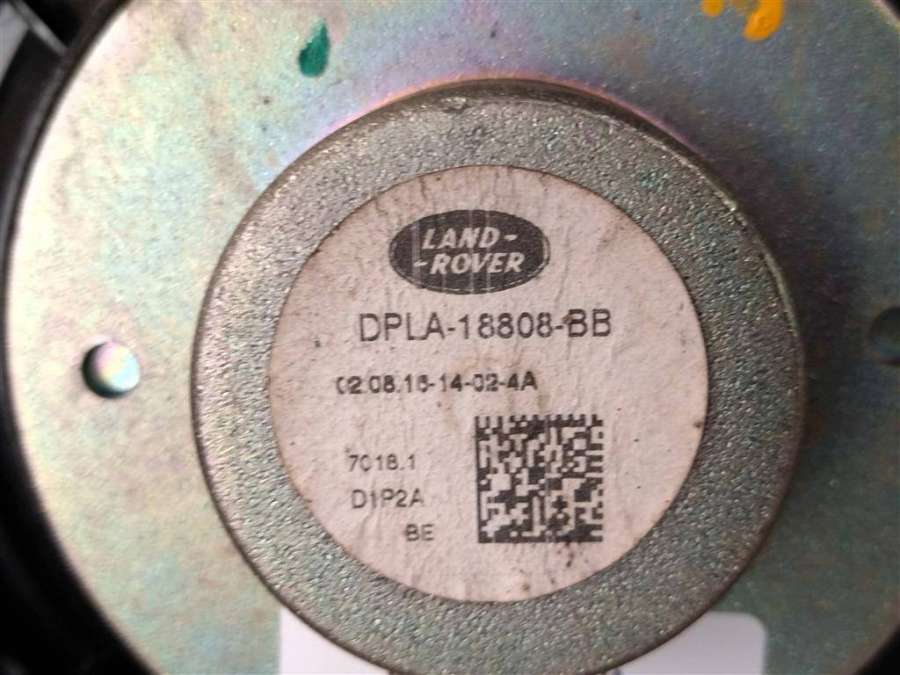 LAND-
-ROVER
DPLA-18808-BB
02.08.16-14-02-4A
7018.1
D1P2A
BE